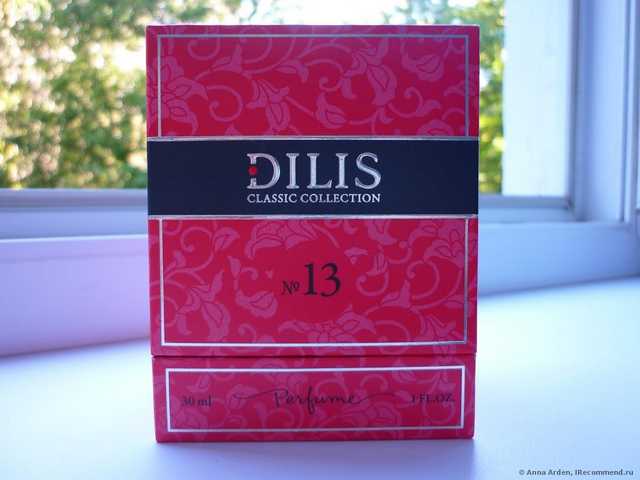 DILIS
CLASSIC COLLECTION
№ 13
30 ml Perfume 1 FL.OZ.
© Anna Arden, IRecommend.ru